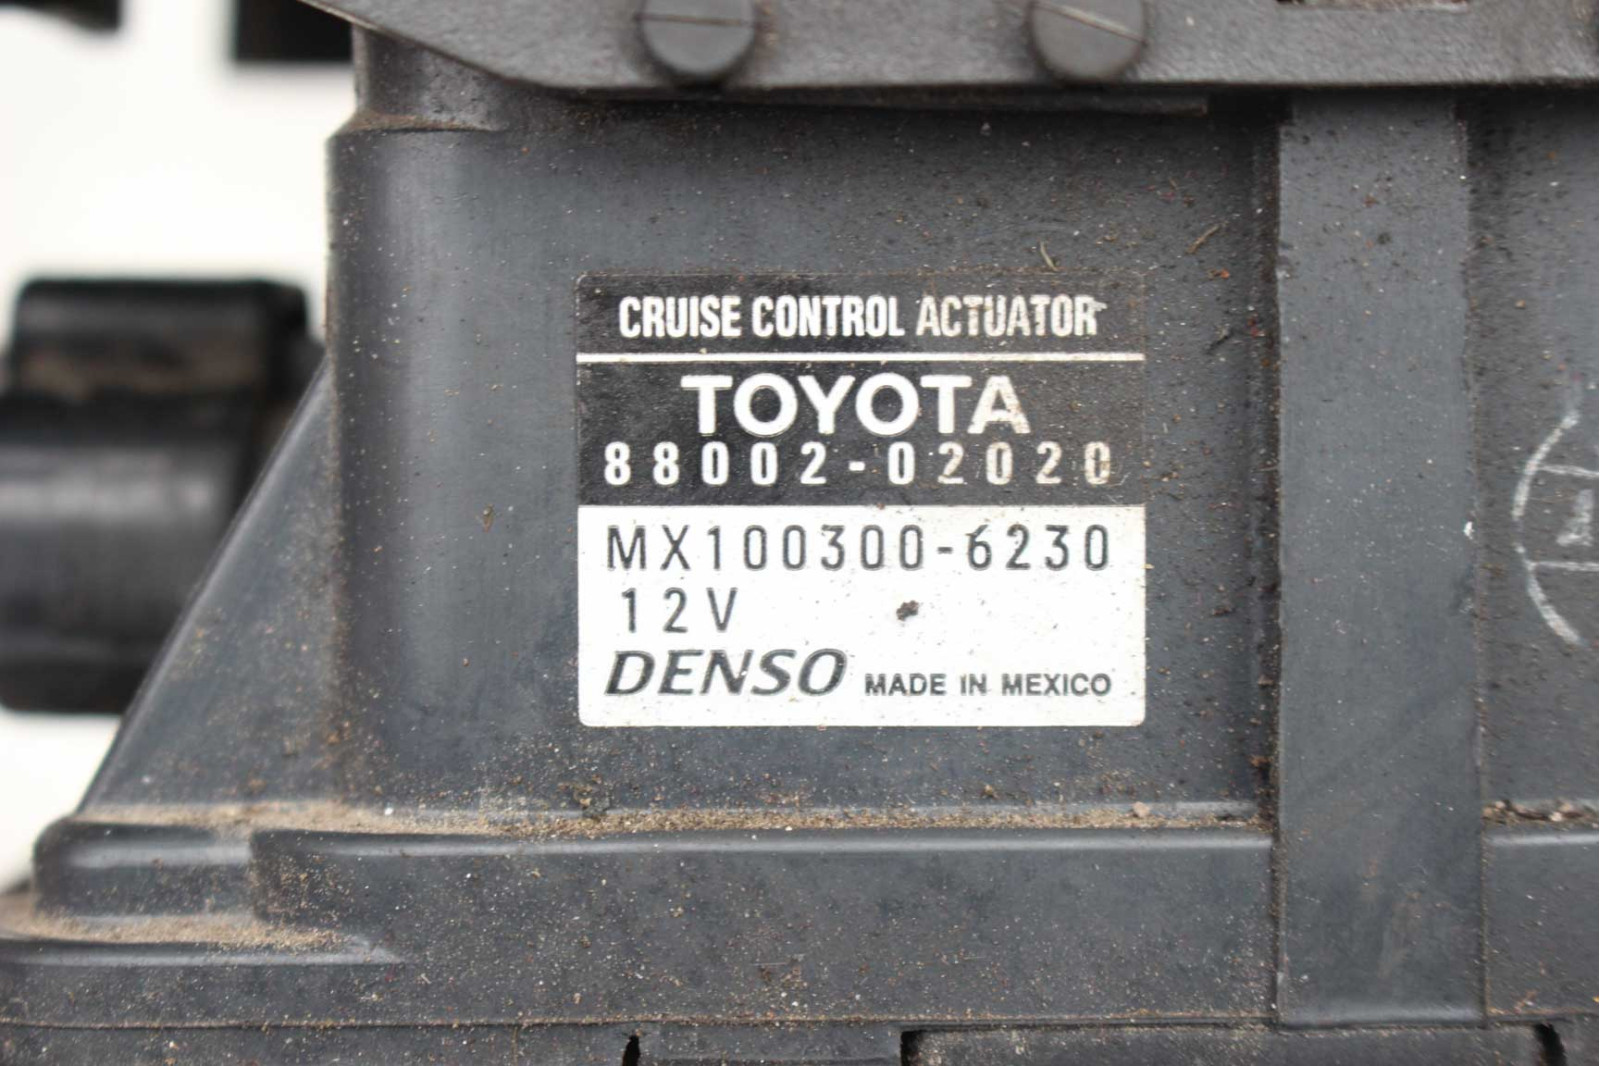 CRUISE CONTROL ACTUATOR
TOYOTA
88002-02020
MX100300-6230
12V
DENSO MADE IN MEXICO